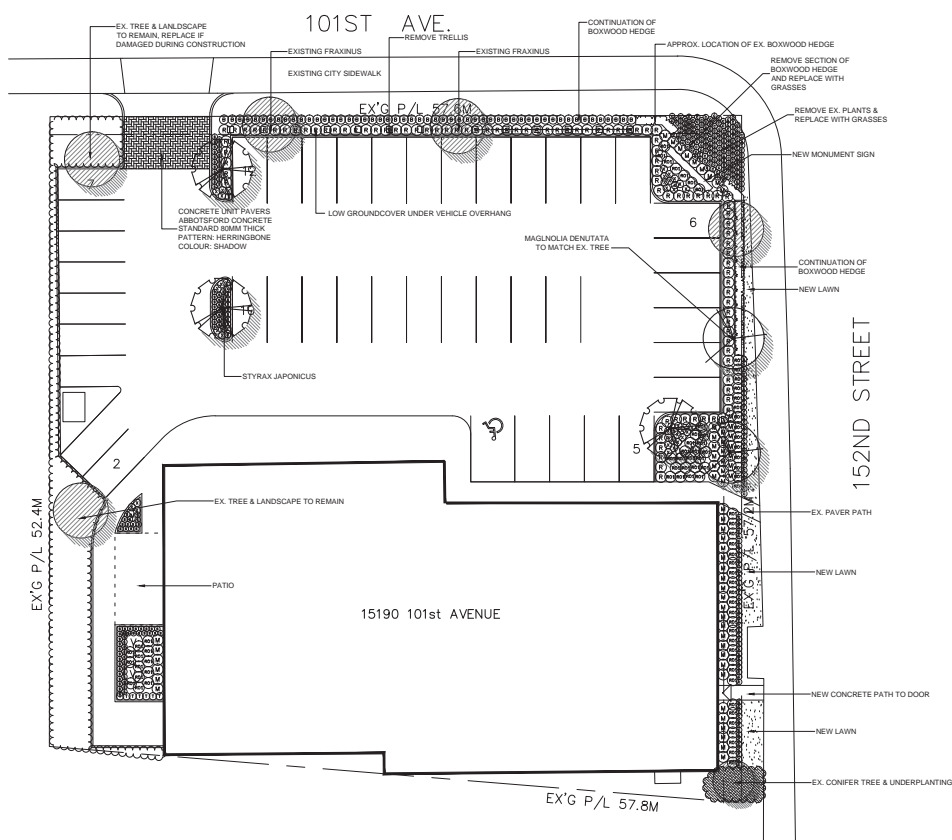 101ST AVE.
EX. TREE & LANDSCAPE
TO REMAIN, REPLACE IF
DAMAGED DURING CONSTRUCTION
REMOVE TRELLIS
EXISTING FRAXINUS
EXISTING FRAXINUS
EXISTING CITY SIDEWALK
CONTINUATION OF
BOXWOOD HEDGE
APPROX. LOCATION OF EX. BOXWOOD HEDGE
REMOVE SECTION OF
BOXWOOD HEDGE
AND REPLACE WITH
GRASSES
REMOVE EX. PLANTS &
REPLACE WITH GRASSES
EX'G P/L 57.6M
NEW MONUMENT SIGN
7
12
CONCRETE UNIT PAVERS
ABBOTSFORD CONCRETE
STANDARD 80MM THICK
PATTERN: HERRINGBONE
COLOUR: SHADOW
LOW GROUNDCOVER UNDER VEHICLE OVERHANG
6
MAGLNOLIA DENUTATA
TO MATCH EX. TREE
CONTINUATION OF
BOXWOOD HEDGE
NEW LAWN
STYRAX JAPONICUS
152ND STREET
2
5
EX. TREE & LANDSCAPE TO REMAIN
EX'G P/L 52.4M
EX. PAVER PATH
EX'G P/L 57.2M
NEW LAWN
PATIO
15190 101st AVENUE
NEW CONCRETE PATH TO DOOR
NEW LAWN
EX. CONIFER TREE & UNDERPLANTING
EX'G P/L 57.8M